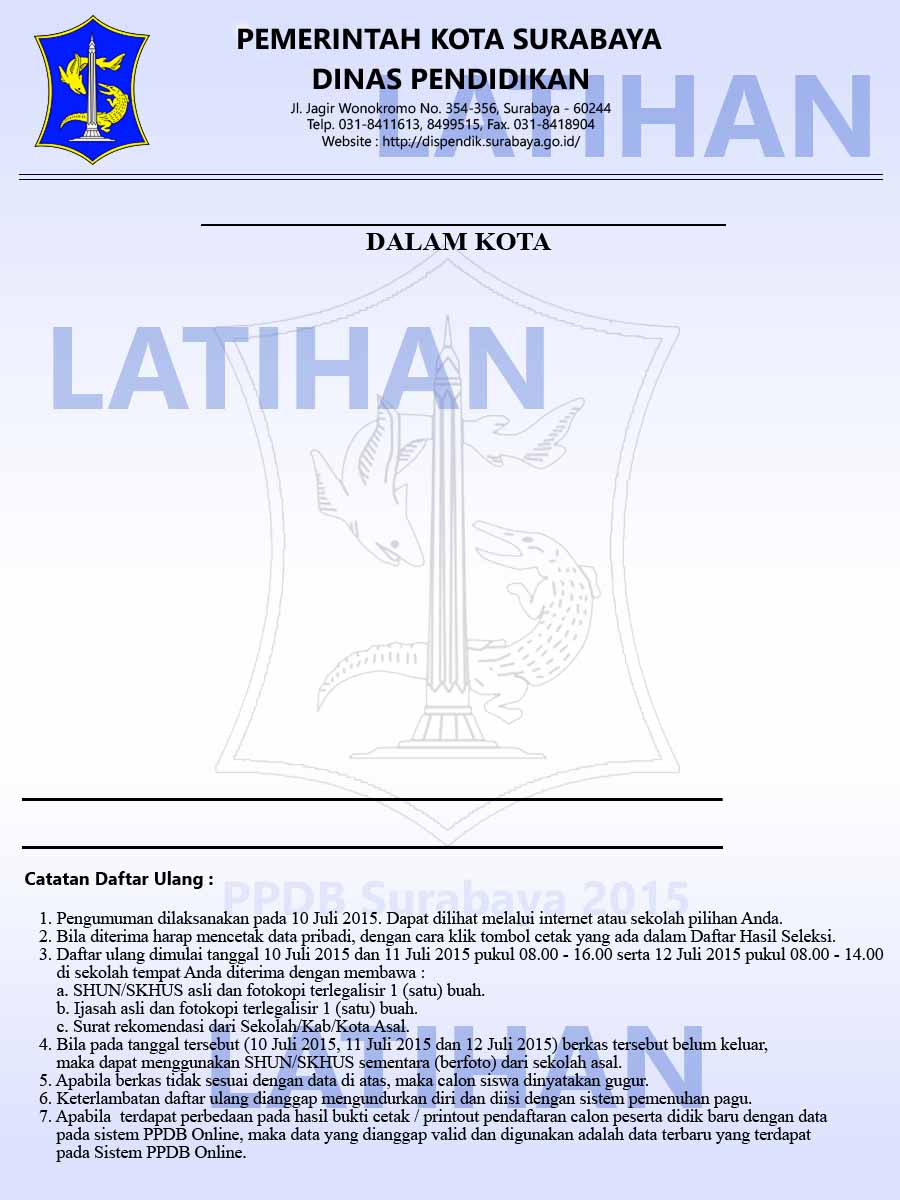 PEMERINTAH KOTA SURABAYA
DINAS PENDIDIKAN
Jl. Jagir Wonokromo No. 354-356, Surabaya - 60244
Telp. 031-8411613, 8499515, Fax. 031-8418904
Website : http://dispendik.surabaya.go.id/
LATIHAN
DALAM KOTA
LATIHAN
Catatan Daftar Ulang :
PPDB Surabaya 2015
1. Pengumuman dilaksanakan pada 10 Juli 2015. Dapat dilihat melalui internet atau sekolah pilihan Anda.
2. Bila diterima harap mencetak data pribadi, dengan cara klik tombol cetak yang ada dalam Daftar Hasil Seleksi.
3. Daftar ulang dimulai tanggal 10 Juli 2015 dan 11 Juli 2015 pukul 08.00 - 16.00 serta 12 Juli 2015 pukul 08.00 - 14.00
di sekolah tempat Anda diterima dengan membawa :
a. SHUN/SKHUS asli dan fotokopi terlegalisir 1 (satu) buah.
b. Ijasah asli dan fotokopi terlegalisir 1 (satu) buah.
c. Surat rekomendasi dari Sekolah/Kab/Kota Asal.
4. Bila pada tanggal tersebut (10 Juli 2015, 11 Juli 2015 dan 12 Juli 2015) berkas tersebut belum keluar,
maka dapat menggunakan SHUN/SKHUS sementara (berfoto) dari sekolah asal.
LATIHAN
5. Apabila berkas tidak sesuai dengan data di atas, maka calon siswa dinyatakan gugur.
6. Keterlambatan daftar ulang dianggap mengundurkan diri dan diisi dengan sistem pemenuhan pagu.
7. Apabila  terdapat perbedaan pada hasil bukti cetak / printout pendaftaran calon peserta didik baru dengan data
pada sistem PPDB Online, maka data yang dianggap valid dan digunakan adalah data terbaru yang terdapat
pada Sistem PPDB Online.